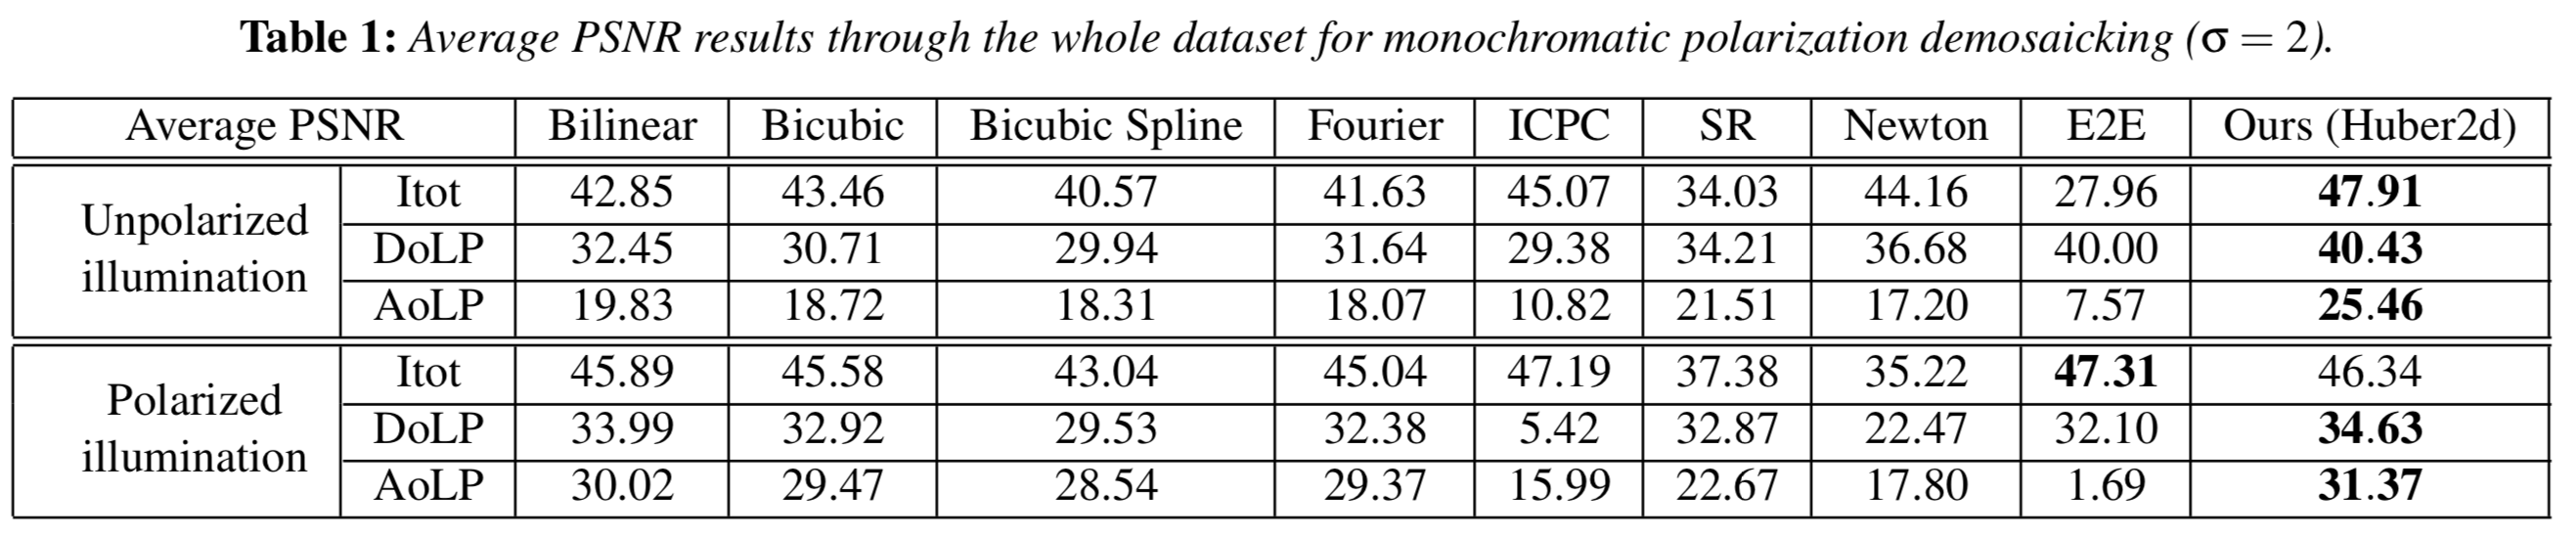 Table 1: Average PSNR results through the whole dataset for monochromatic polarization demosaicking (σ = 2).
Average PSNR Bilinear Bicubic Bicubic Spline Fourier ICPC SR Newton E2E Ours (Huber2d)
Unpolarized illumination Itot 42.85 43.46 40.57 41.63 45.07 34.03 44.16 27.96 47.91
DoLP 32.45 30.71 29.94 31.64 29.38 34.21 36.68 40.00 40.43
AoLP 19.83 18.72 18.31 18.07 10.82 21.51 17.20 7.57 25.46
Polarized illumination Itot 45.89 45.58 43.04 45.04 47.19 37.38 35.22 47.31 46.34
DoLP 33.99 32.92 29.53 32.38 5.42 32.87 22.47 32.10 34.63
AoLP 30.02 29.47 28.54 29.37 15.99 22.67 17.80 1.69 31.37